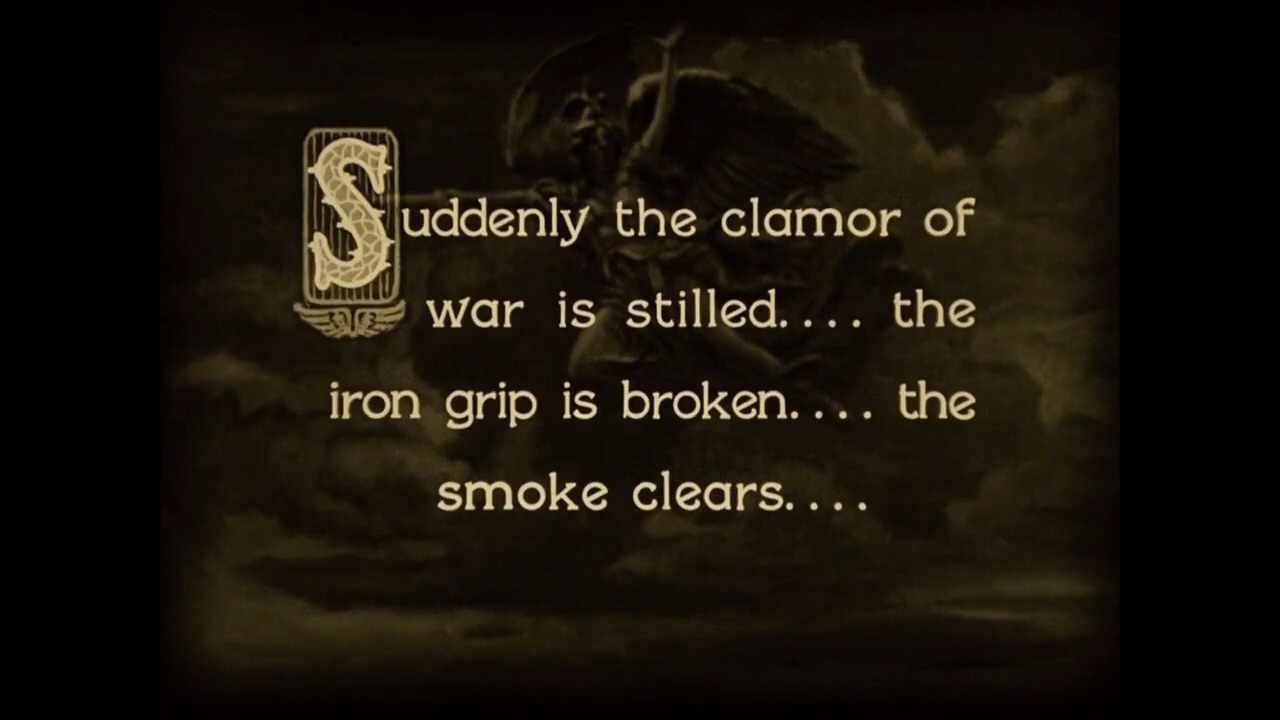 Suddenly the clamor of
war is stilled.... the
iron grip is broken.... the
smoke clears....